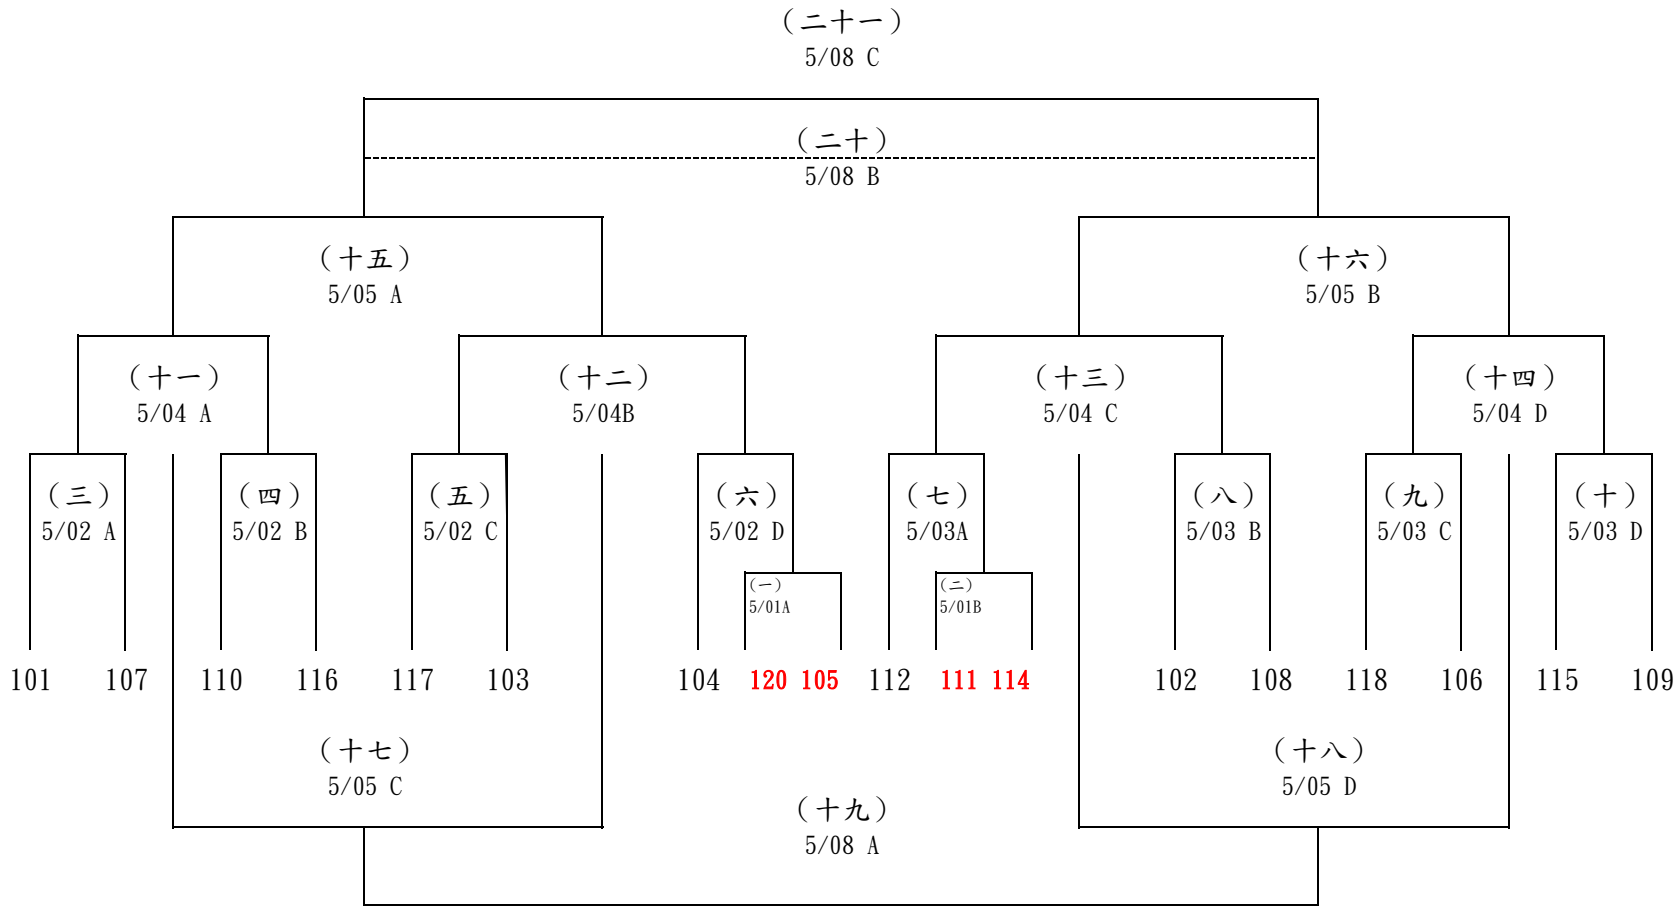 （二十一）
5/08 C
（二十）
5/08 B
（十五）
5/05 A
（十六）
5/05 B
（十一）
5/04 A
（十二）
5/04B
（十三）
5/04 C
（十四）
5/04 D
（三）
5/02 A
（四）
5/02 B
（五）
5/02 C
（六）
5/02 D
（七）
5/03A
（八）
5/03 B
（九）
5/03 C
（十）
5/03 D
（一）
5/01A
（二）
5/01B
101 107 110 116 117 103 104 120 105 112 111 114 102 108 118 106 115 109
（十七）
5/05 C
（十八）
5/05 D
（十九）
5/08 A